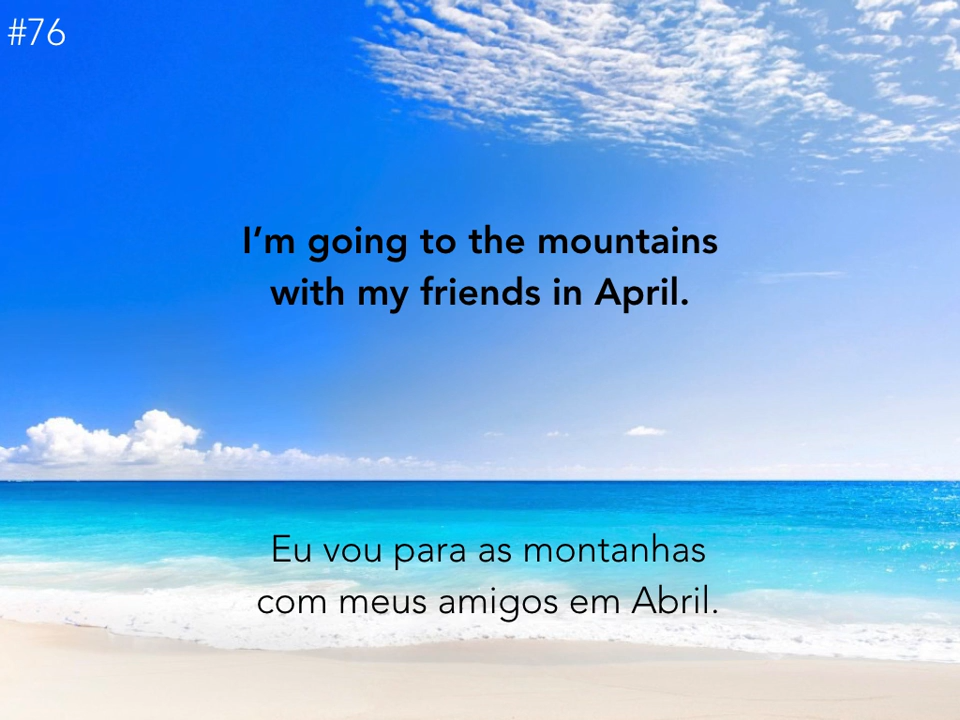 #76
I’m going to the mountains
with my friends in April.
Eu vou para as montanhas
com meus amigos em Abril.